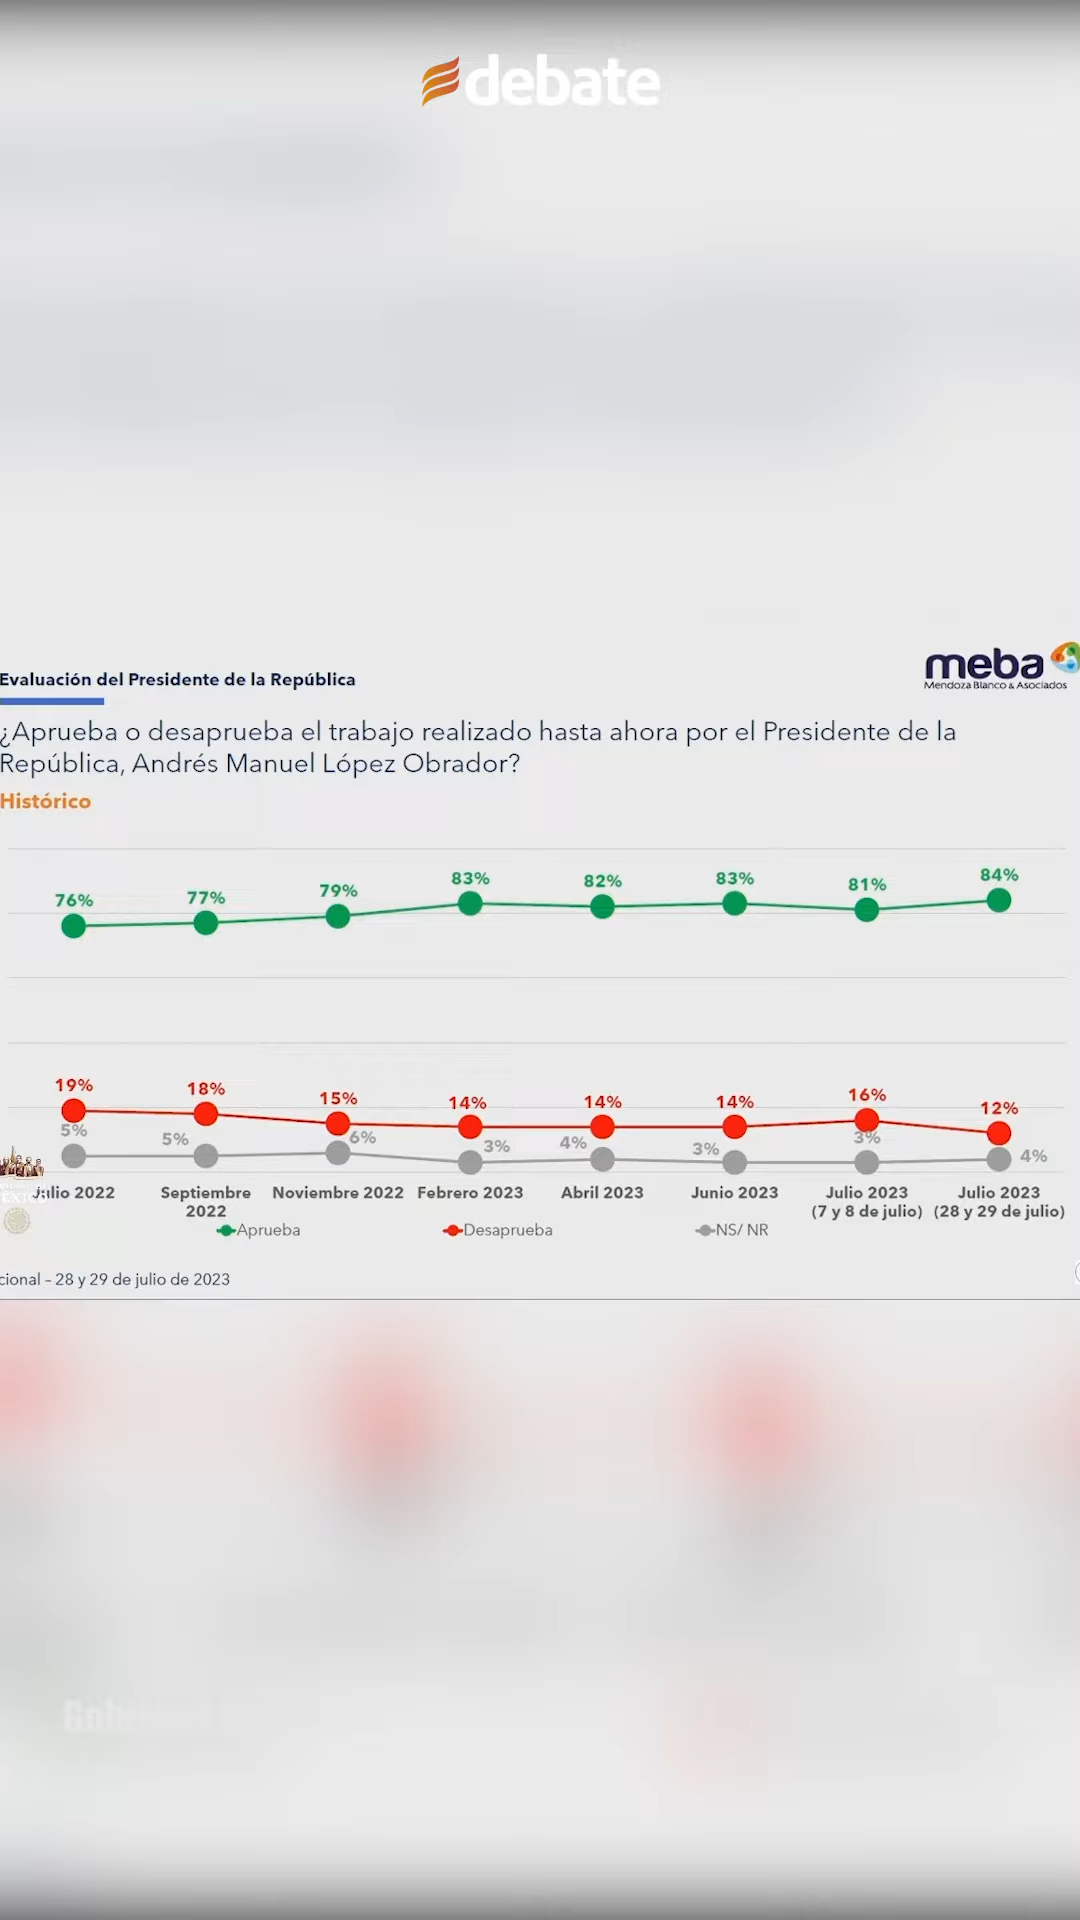 debate
meba
Mendoza Blanco & Asociados
Evaluación del Presidente de la República
¿Aprueba o desaprueba el trabajo realizado hasta ahora por el Presidente de la
República, Andrés Manuel López Obrador?
Histórico
76% 77% 79% 83% 82% 83% 81% 84%
19% 18% 15% 14% 14% 14% 16% 12%
5% 5% 6% 3% 4% 3% 3% 4%
Julio 2022 Septiembre 2022 Noviembre 2022 Febrero 2023 Abril 2023 Junio 2023 Julio 2023 (7 y 8 de julio) Julio 2023 (28 y 29 de julio)
Aprueba Desaprueba NS/ NR
cional – 28 y 29 de julio de 2023